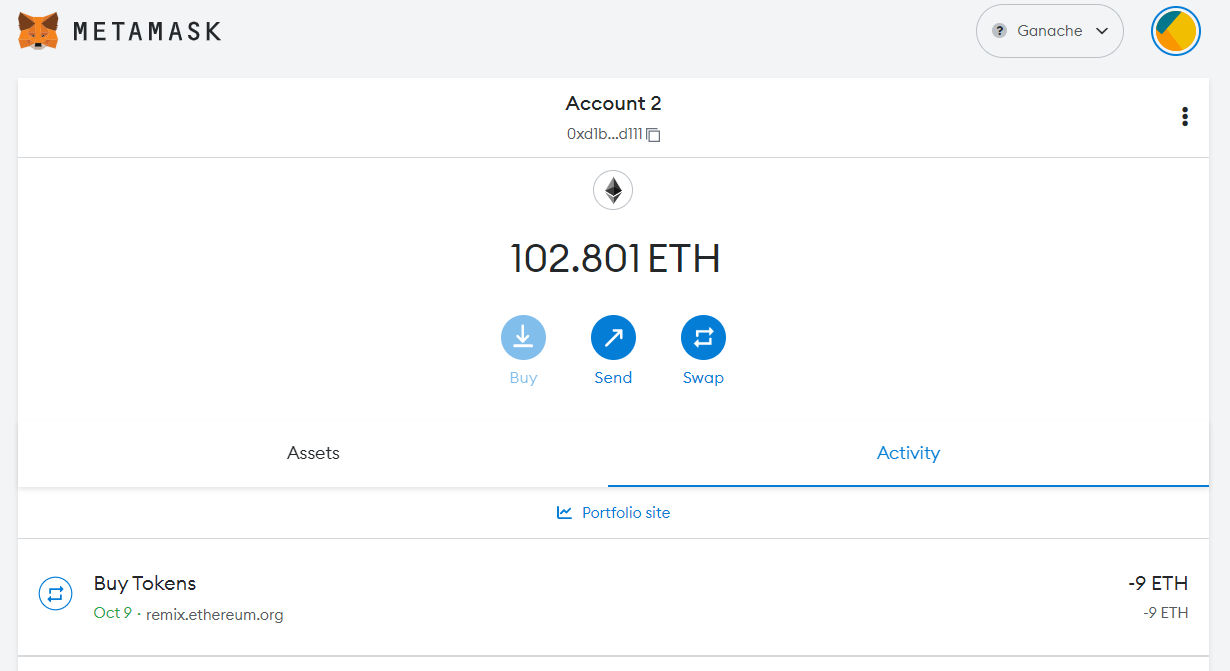 METAMASK
? Ganache
Account 2
0xd1b...d111
102.801 ETH
Buy Send Swap
Assets Activity
Portfolio site
Buy Tokens -9 ETH
Oct 9 · remix.ethereum.org -9 ETH